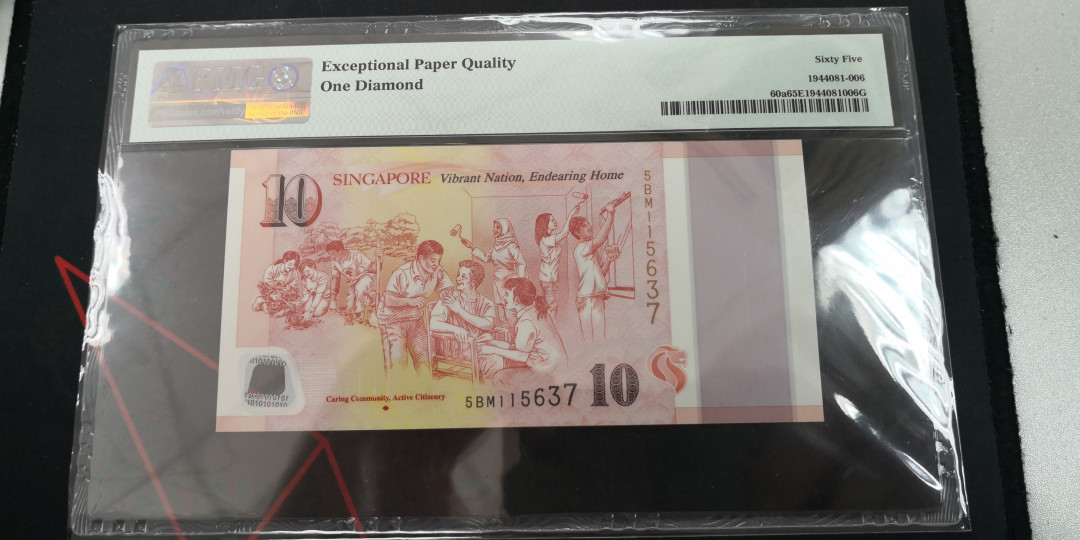 PMG
Exceptional Paper Quality
One Diamond
Sixty Five
1944081-006
60a65E1944081006G
10
SINGAPORE Vibrant Nation, Endearing Home
5BM115637
Caring Community, Active Citizenry
5BM115637
10